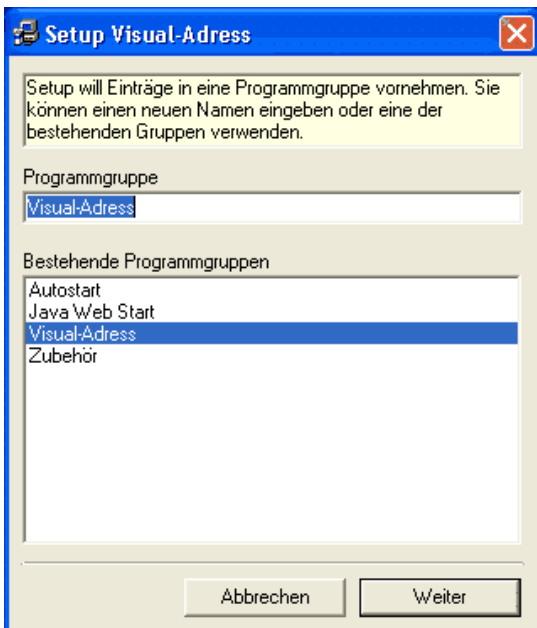 Setup Visual-Adress
Setup will Einträge in eine Programmgruppe vornehmen. Sie
können einen neuen Namen eingeben oder eine der
bestehenden Gruppen verwenden.
Programmgruppe
Visual-Adress
Bestehende Programmgruppen
Autostart
Java Web Start
Visual-Adress
Zubehör
Abbrechen
Weiter